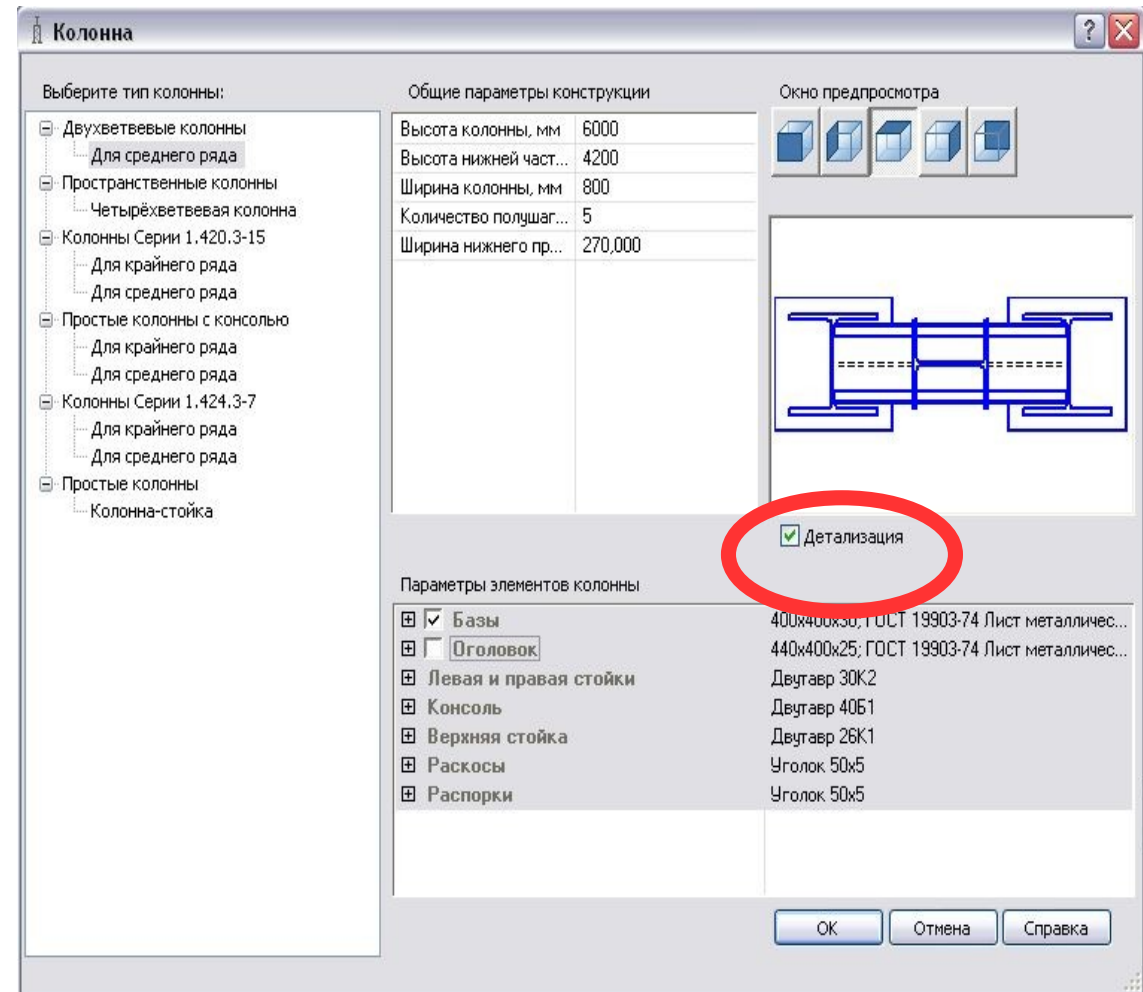 Колонна
Выберите тип колонны:
Двухветвевые колонны
Для среднего ряда
Пространственные колонны
Четырёхветвевая колонна
Колонны Серии 1.420.3-15
Для крайнего ряда
Для среднего ряда
Простые колонны с консолью
Для крайнего ряда
Для среднего ряда
Колонны Серии 1.424.3-7
Для крайнего ряда
Для среднего ряда
Простые колонны
Колонна-стойка
Общие параметры конструкции
Высота колонны, мм 6000
Высота нижней част... 4200
Ширина колонны, мм 800
Количество полушаг... 5
Ширина нижнего пр... 270,000
Окно предпросмотра
Детализация
Параметры элементов колонны
Базы 400x400x30; ГОСТ 19903-74 Лист металличес...
Оголовок 440x400x25; ГОСТ 19903-74 Лист металличес...
Левая и правая стойки Двутавр 30К2
Консоль Двутавр 40Б1
Верхняя стойка Двутавр 26К1
Раскосы Уголок 50x5
Распорки Уголок 50x5
ОК Отмена Справка